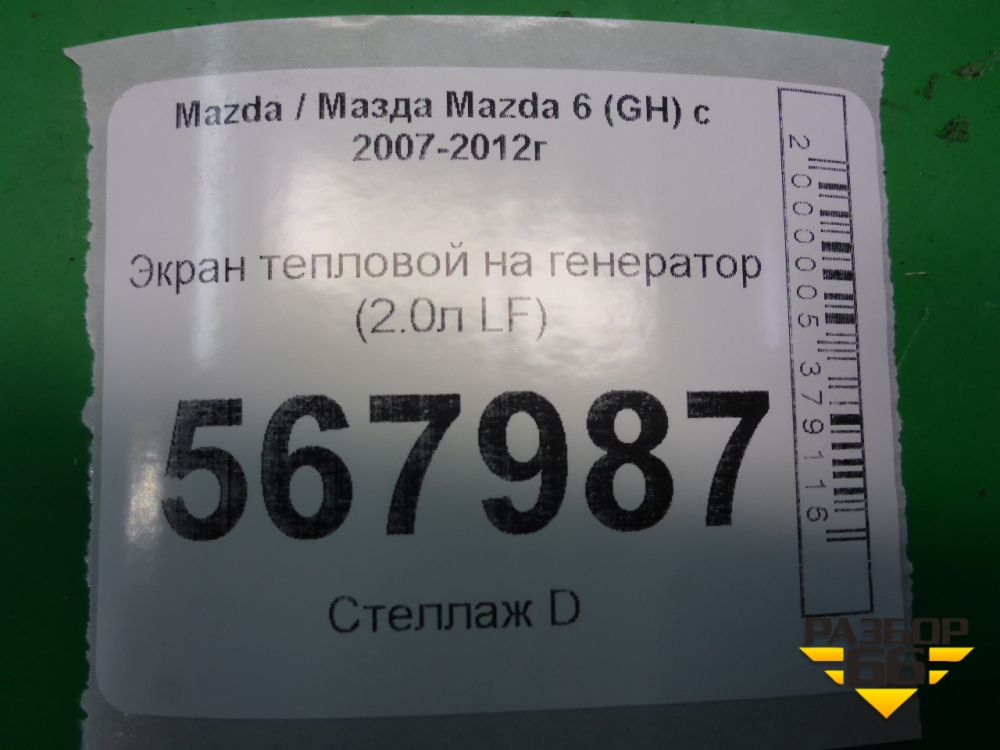 Mazda / Мазда Mazda 6 (GH) с
2007-2012г
Экран тепловой на генератор
(2.0л LF)
567987
Стеллаж D
2000005379116
РАЗБОР
66